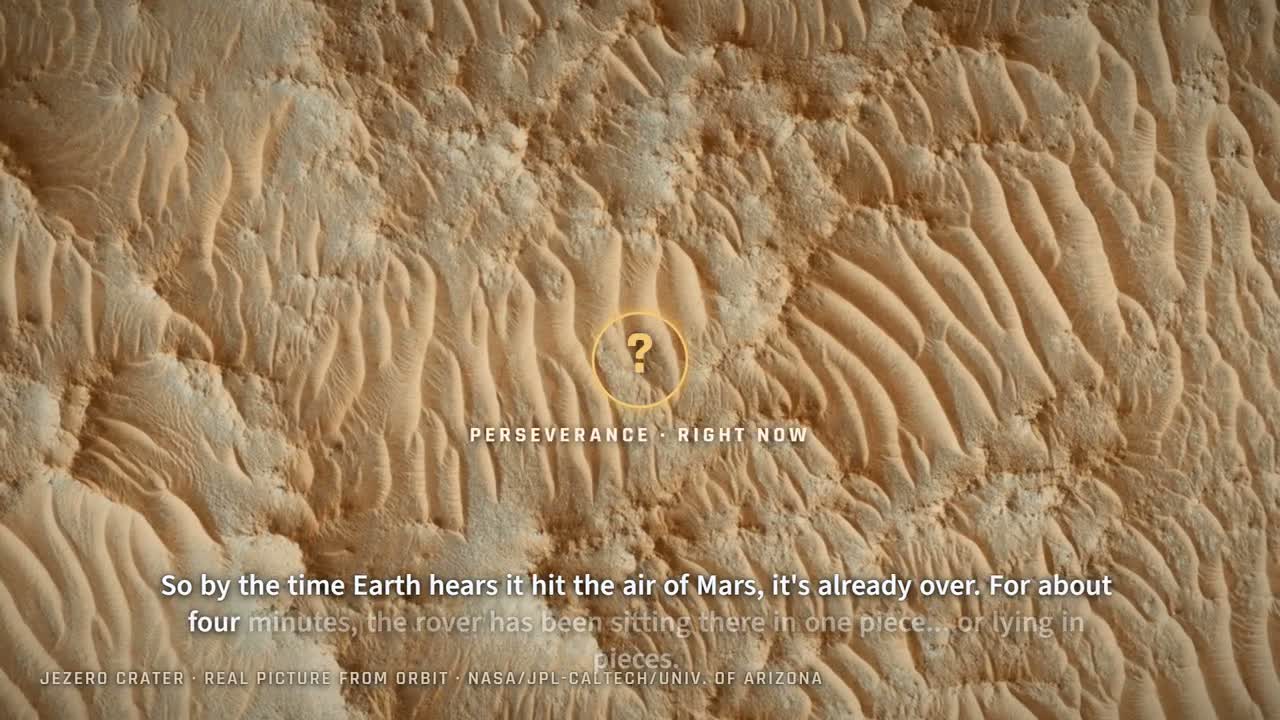 ?
PERSEVERANCE · RIGHT NOW
So by the time Earth hears it hit the air of Mars, it's already over. For about
four minutes, the rover has been sitting there in one piece... or lying in
pieces.
JEZERO CRATER · REAL PICTURE FROM ORBIT · NASA/JPL-CALTECH/UNIV. OF ARIZONA